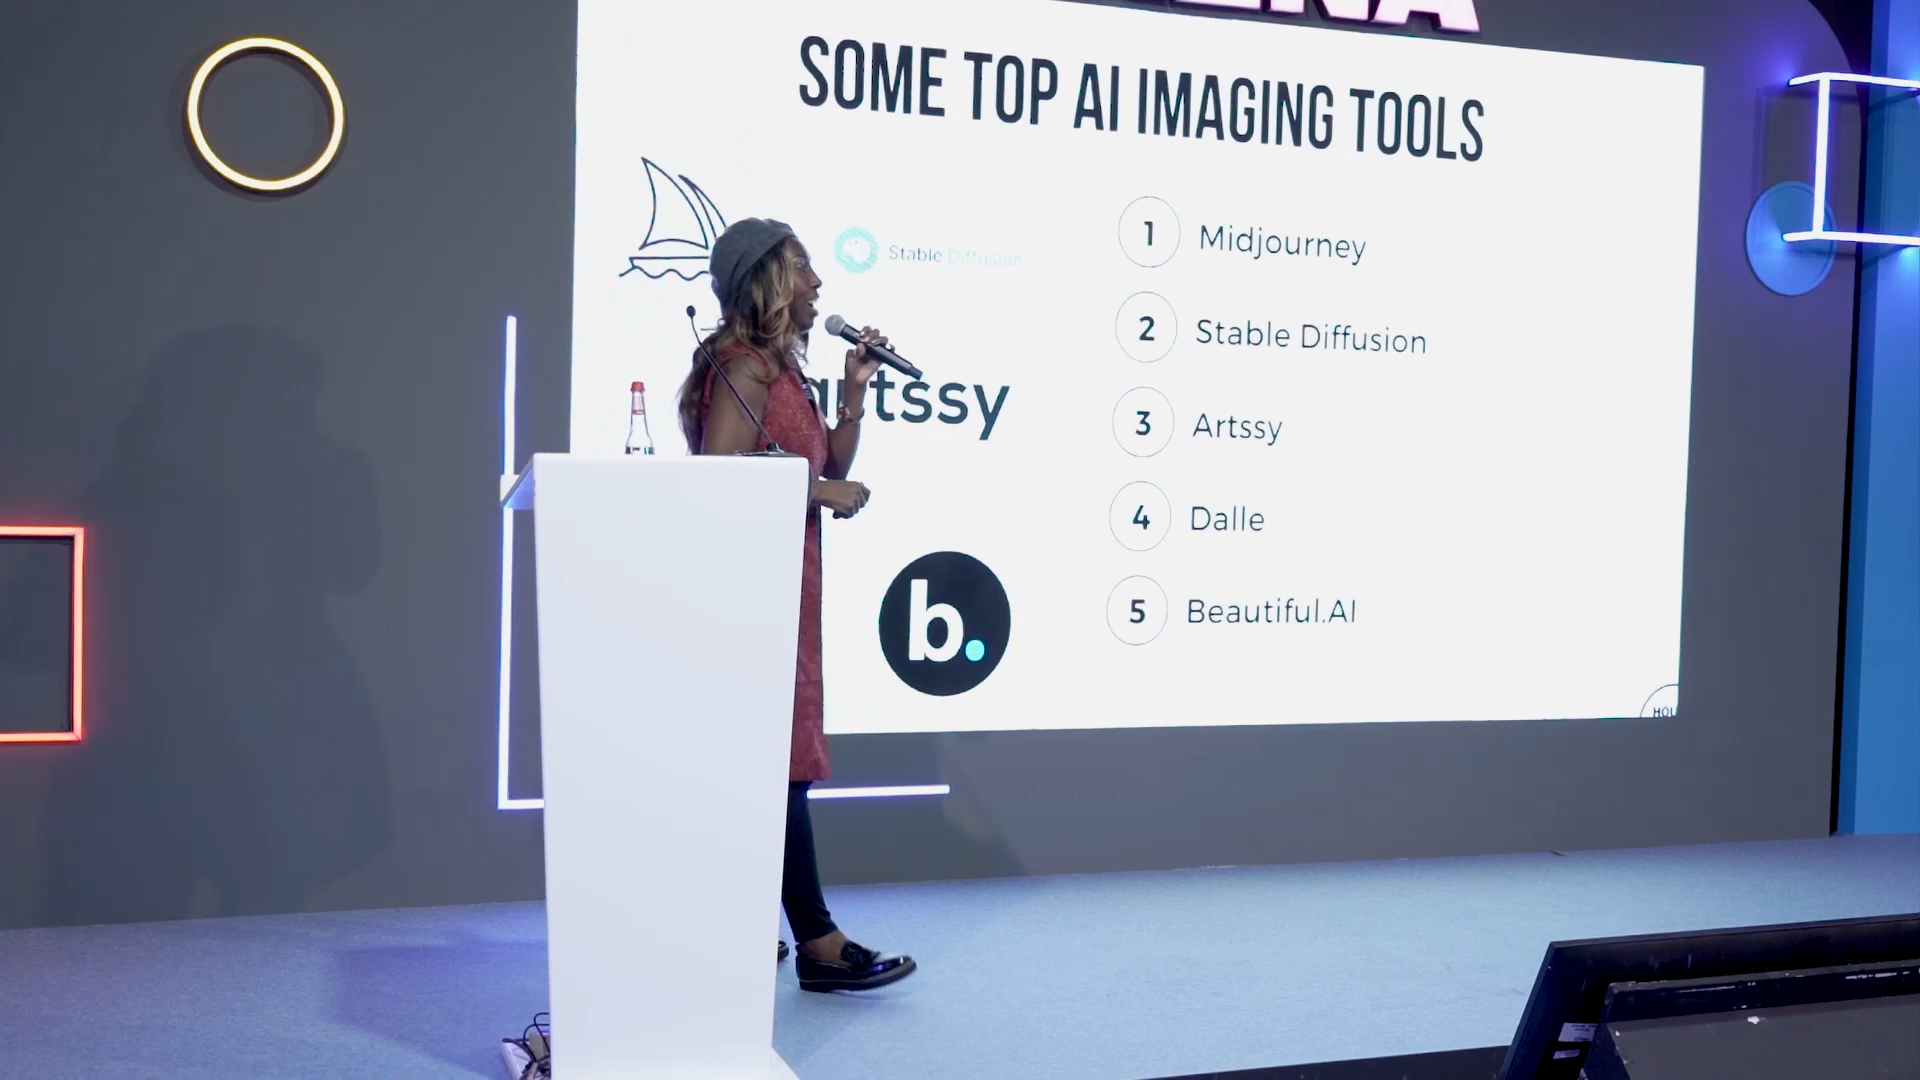 SOME TOP AI IMAGING TOOLS
Stable Diffusion
artssy
b.
1 Midjourney
2 Stable Diffusion
3 Artssy
4 Dalle
5 Beautiful.AI